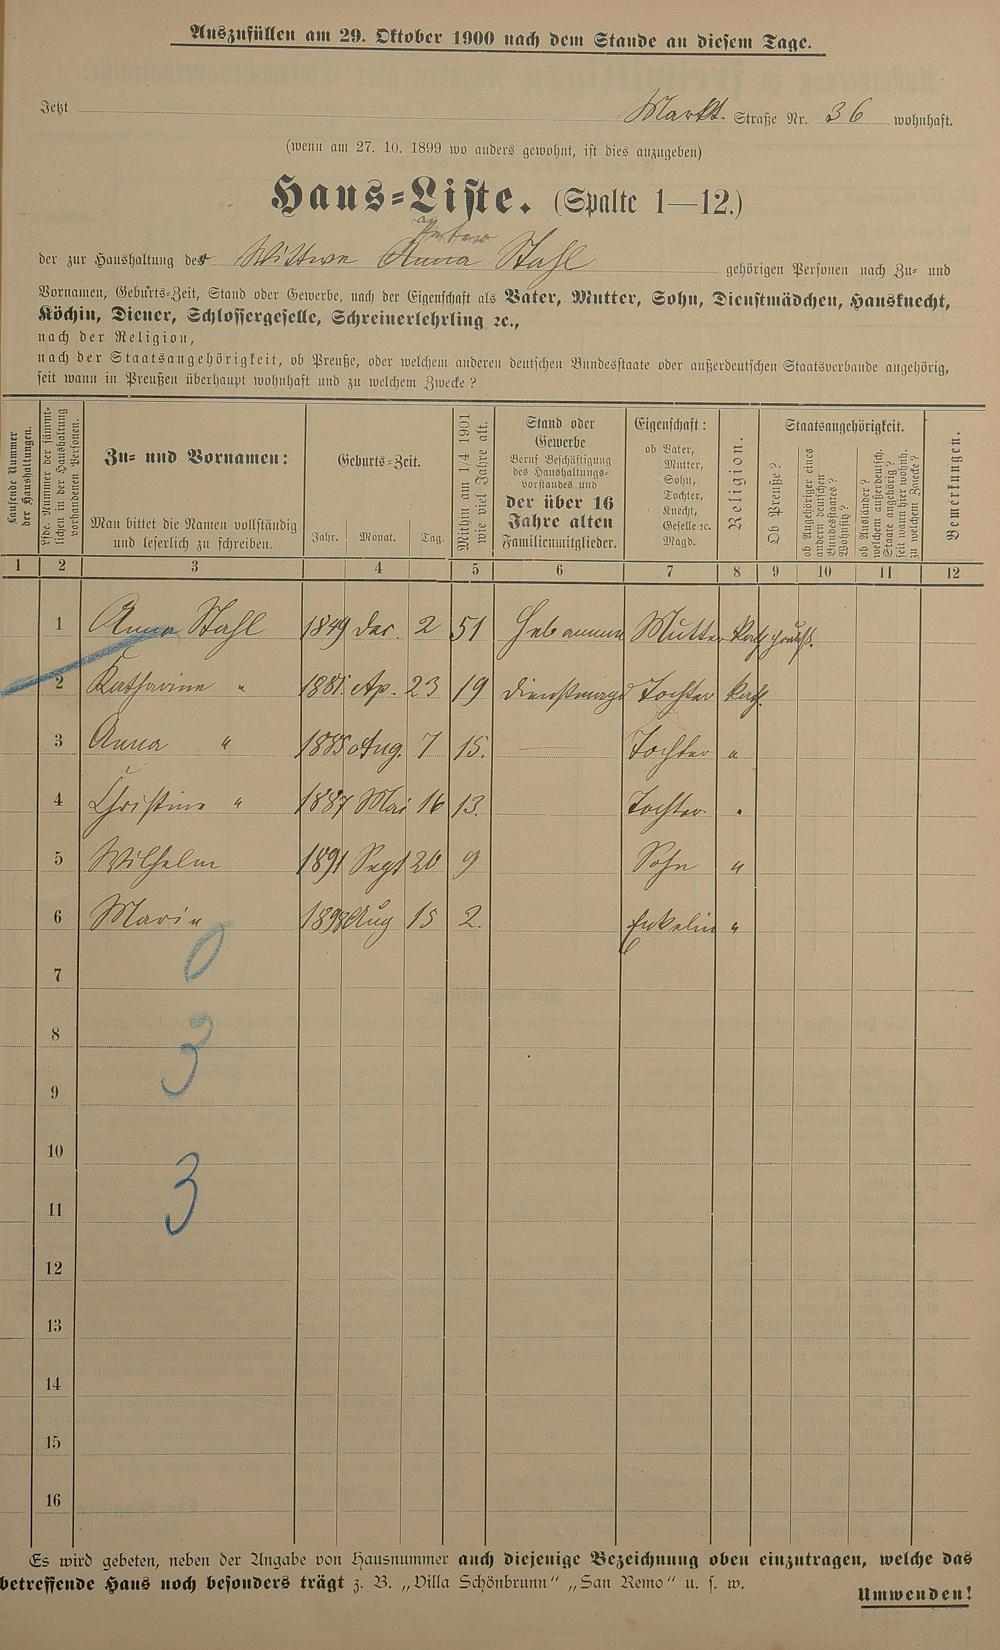 Auszufüllen am 29. Oktober 1900 nach dem Stande an diesem Tage.
Jetzt Markt. Straße Nr. 36 wohnhaft.
(wenn am 27. 10. 1899 wo anders gewohnt, ist dies anzugeben)
Haus-Liste. (Spalte 1—12.)
der zur Haushaltung der Wittwe Anna Stahl gehörigen Personen nach Zu- und
Vornamen, Geburts-Zeit, Stand oder Gewerbe, nach der Eigenschaft als Vater, Mutter, Sohn, Dienstmädchen, Hausknecht,
Köchin, Diener, Schlossergeselle, Schreinerlehrling ꝛc.,
nach der Religion,
nach der Staatsangehörigkeit, ob Preuße, oder welchem anderen deutschen Bundesstaate oder außerdeutschen Staatsverbande angehörig,
seit wann in Preußen überhaupt wohnhaft und zu welchem Zwecke?
Laufende Nummer
der Haushaltungen.
Lfde. Nummer der sämmt-
lichen in der Haushaltung
vorhandenen Personen.
Zu- und Vornamen:
Man bittet die Namen vollständig
und leserlich zu schreiben.
Geburts-Zeit.
Jahr. Monat. Tag.
Mithin am 1/4 1901
wie viel Jahre alt.
Stand oder
Gewerbe
Beruf Beschäftigung
des Haushaltungs-
vorstandes und
der über 16
Jahre alten
Familienmitglieder.
Eigenschaft:
ob Vater,
Mutter,
Sohn,
Tochter,
Knecht,
Geselle ꝛc.
Magd.
Religion.
Staatsangehörigkeit.
Ob Preuße?
ob Angehöriger eines
andern deutschen
Bundesstaates?
Wohnsitz?
ob Ausländer?
welchem außerdeutsch.
Staate angehörig?
seit wann hier wohnh.
zu welchem Zwecke?
Bemerkungen.
1 2 3 4 5 6 7 8 9 10 11 12
1 Anna Stahl 1849 Dec. 2 51 Hebamme Mutter kath preuß.
2 Katharine " 1881. Ap. 23 19 Dienstmagd Tochter kath.
3 Anna " 1885 Aug. 7 15. Tochter "
4 Christine " 1887 Mai 16 13. Tochter "
5 Wilhelm 1891 Sept 20 9 Sohn "
6 Maria 1898 Aug 15 2. Enkelin "
0
7
3
8
9
10
3
11
12
13
14
15
16
Es wird gebeten, neben der Angabe von Hausnummer auch diejenige Bezeichnung oben einzutragen, welche das
betreffende Haus noch besonders trägt z. B. „Villa Schönbrunn“ „San Remo“ u. s. w.
Umwenden!